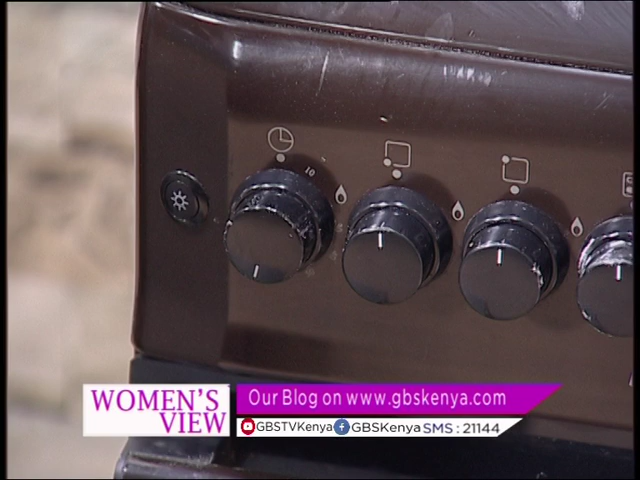 10
WOMEN'S
VIEW
Our Blog on www.gbskenya.com
GBSTVKenya GBSKenya SMS : 21144